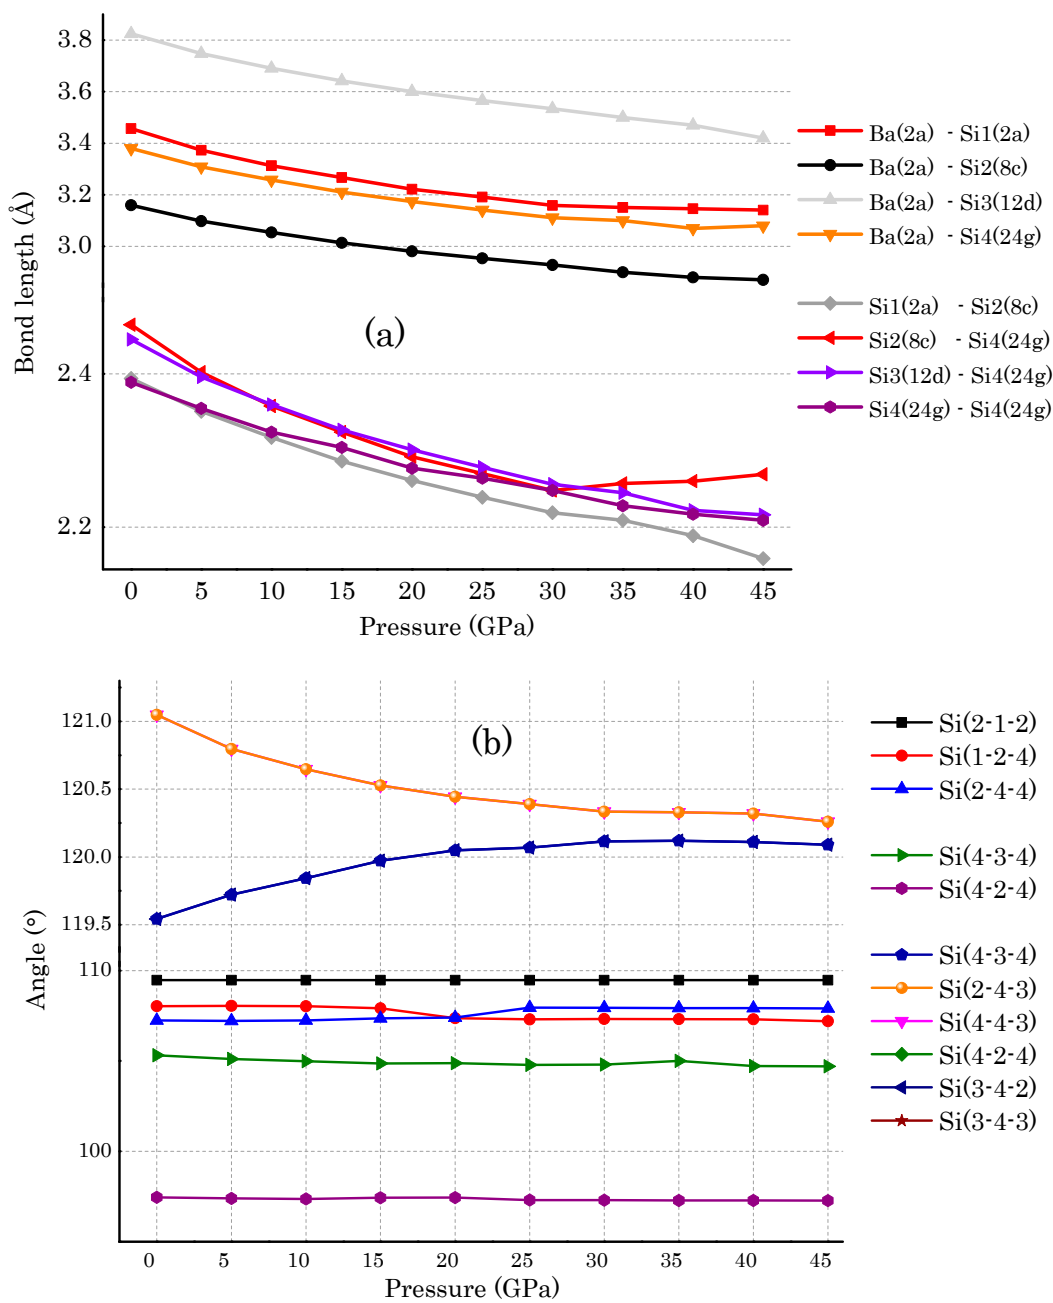 3.8
3.6
3.4
3.2
3.0
2.4
2.2
Bond length (Å)
(a)
0 5 10 15 20 25 30 35 40 45
Pressure (GPa)
Ba(2a) - Si1(2a)
Ba(2a) - Si2(8c)
Ba(2a) - Si3(12d)
Ba(2a) - Si4(24g)
Si1(2a) - Si2(8c)
Si2(8c) - Si4(24g)
Si3(12d) - Si4(24g)
Si4(24g) - Si4(24g)
121.0
120.5
120.0
119.5
110
100
Angle (°)
(b)
0 5 10 15 20 25 30 35 40 45
Pressure (GPa)
Si(2-1-2)
Si(1-2-4)
Si(2-4-4)
Si(4-3-4)
Si(4-2-4)
Si(4-3-4)
Si(2-4-3)
Si(4-4-3)
Si(4-2-4)
Si(3-4-2)
Si(3-4-3)